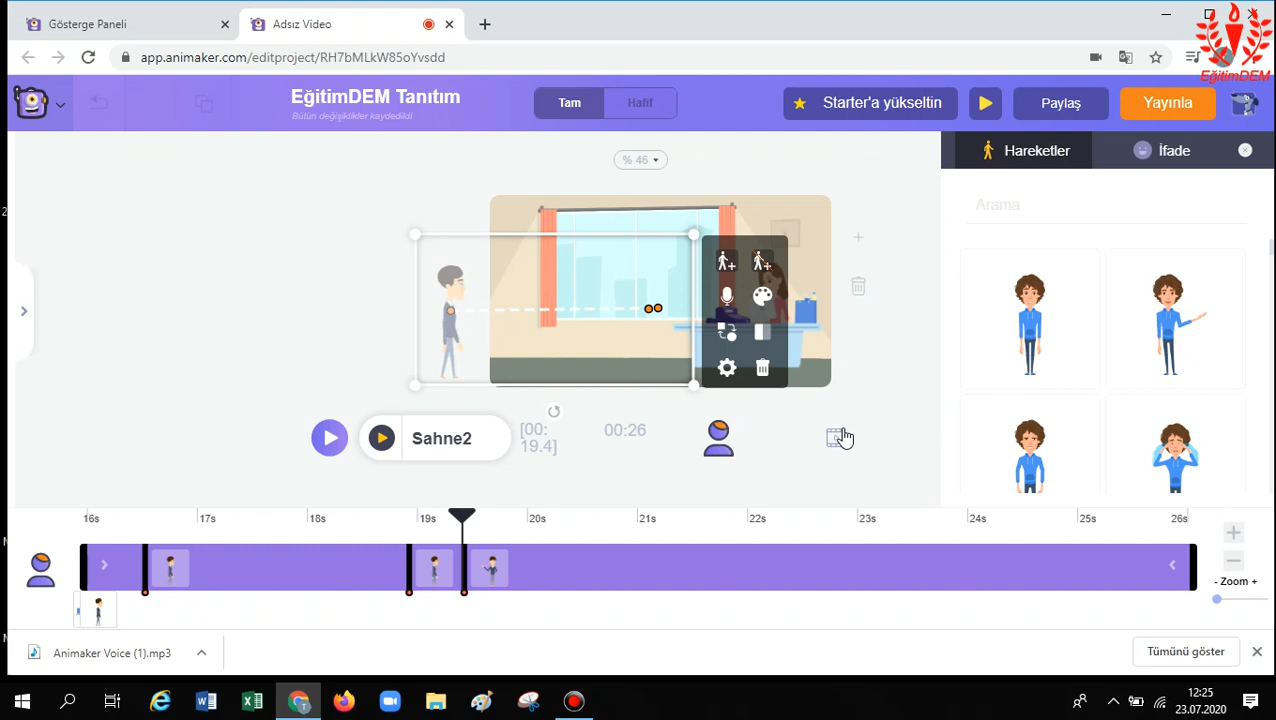 Gösterge Paneli
Adsız Video
EğitimDEM
app.animaker.com/editproject/RH7bMLkW85oYvsdd
EğitimDEM Tanıtım
Bütün değişiklikler kaydedildi
Tam
Hafif
Starter'a yükseltin
Paylaş
Yayınla
% 46
Hareketler
İfade
Arama
Sahne2
[00:
19.4]
00:26
16s
17s
18s
19s
20s
21s
22s
23s
24s
25s
26s
- Zoom +
Animaker Voice (1).mp3
Tümünü göster
12:25
23.07.2020